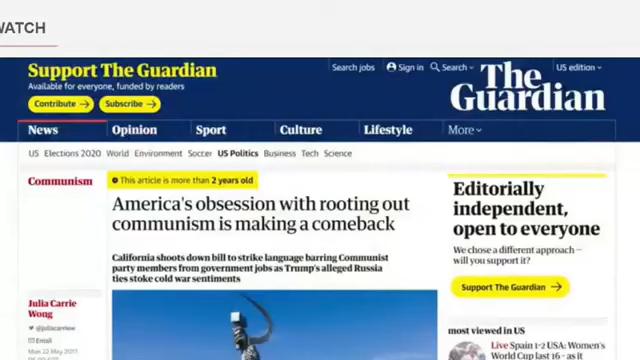 WATCH
Support The Guardian
Available for everyone, funded by readers
Contribute →
Subscribe →
Search jobs
Sign in
Search
US edition
The Guardian
News
Opinion
Sport
Culture
Lifestyle
More
US Elections 2020 World Environment Soccer US Politics Business Tech Science
Communism
This article is more than 2 years old
America's obsession with rooting out
communism is making a comeback
California shoots down bill to strike language barring Communist
party members from government jobs as Trump's alleged Russia
ties stoke cold war sentiments
Julia Carrie
Wong
@juliacarriew
Email
Mon 22 May 2017
Editorially
independent,
open to everyone
We chose a different approach —
will you support it?
Support The Guardian →
most viewed in US
Live Spain 1-2 USA: Women's
World Cup last 16 - as it